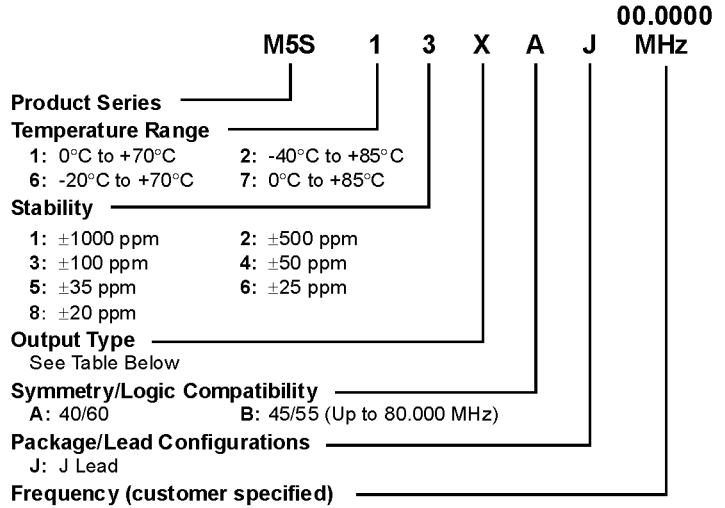 00.0000
M5S 1 3 X A J MHz
Product Series
Temperature Range
1: 0°C to +70°C 2: -40°C to +85°C
6: -20°C to +70°C 7: 0°C to +85°C
Stability
1: ±1000 ppm 2: ±500 ppm
3: ±100 ppm 4: ±50 ppm
5: ±35 ppm 6: ±25 ppm
8: ±20 ppm
Output Type
See Table Below
Symmetry/Logic Compatibility
A: 40/60 B: 45/55 (Up to 80.000 MHz)
Package/Lead Configurations
J: J Lead
Frequency (customer specified)